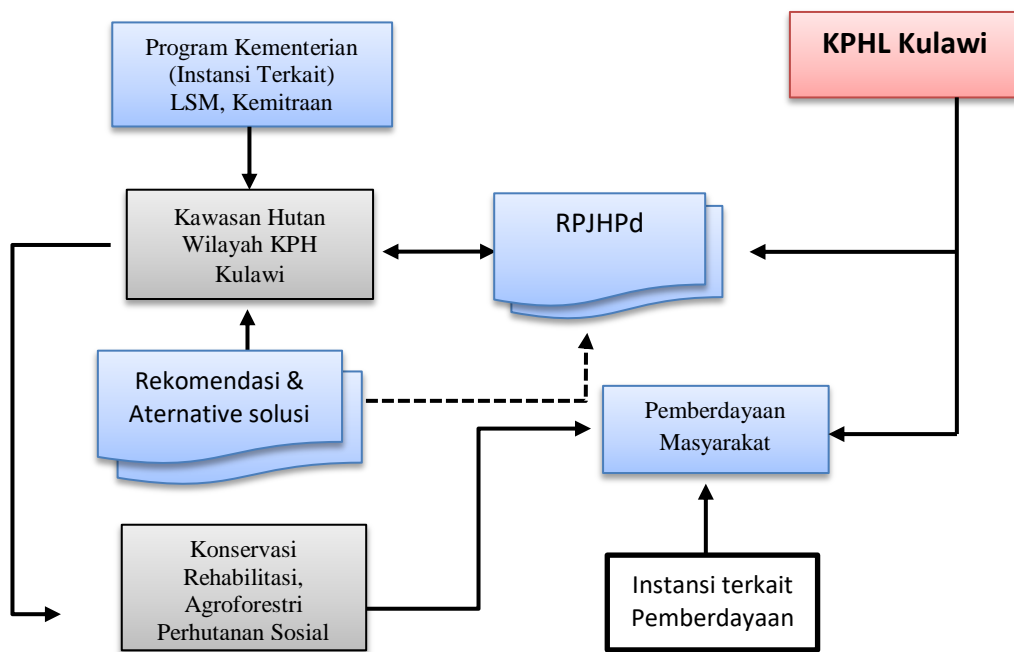 Program Kementerian
(Instansi Terkait)
LSM, Kemitraan
KPHL Kulawi
Kawasan Hutan
Wilayah KPH
Kulawi
RPJHPd
Rekomendasi &
Aternative solusi
Pemberdayaan
Masyarakat
Konservasi
Rehabilitasi,
Agroforestri
Perhutanan Sosial
Instansi terkait
Pemberdayaan